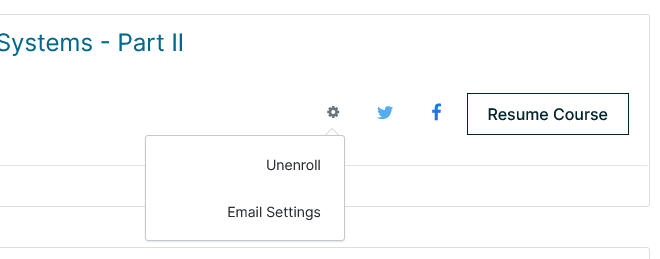 Systems - Part II
Resume Course
Unenroll
Email Settings